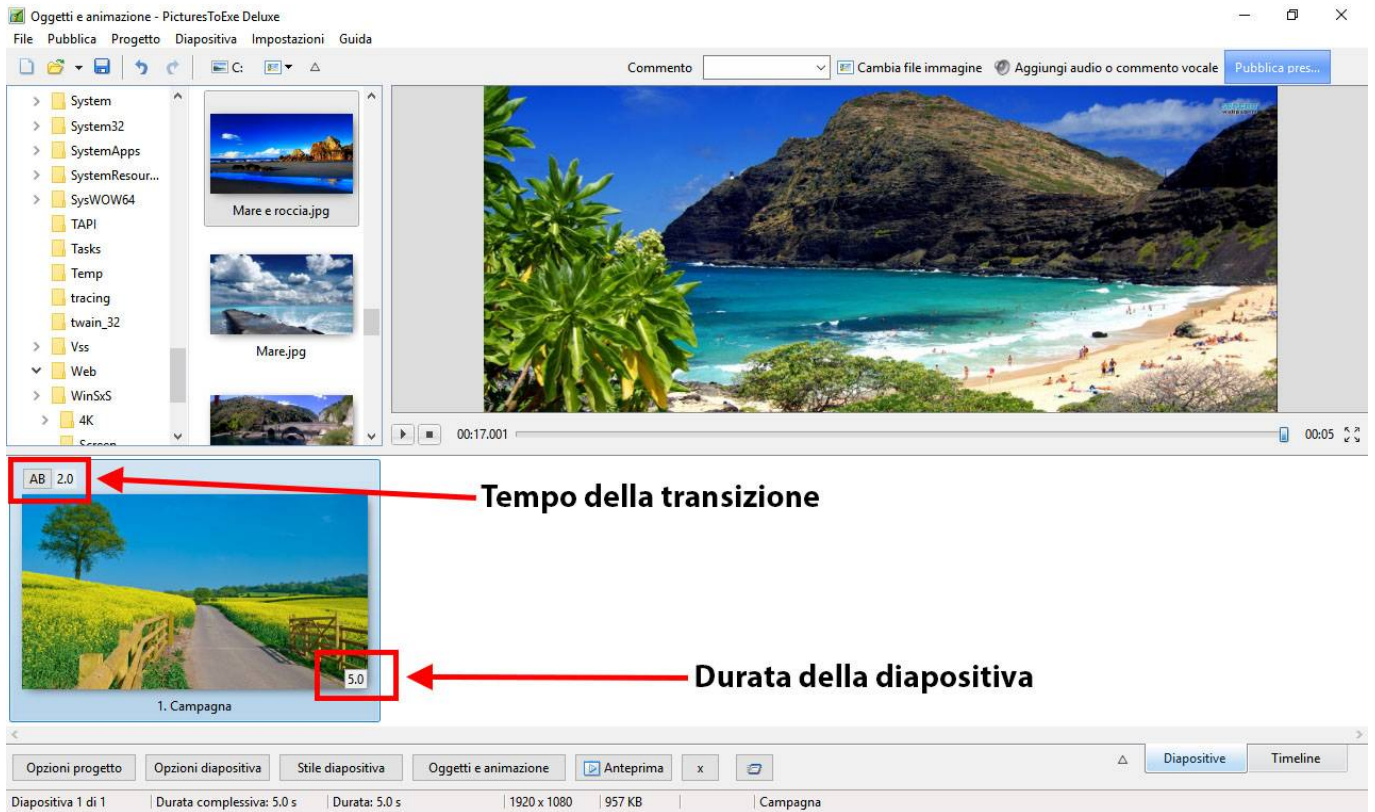 Oggetti e animazione - PicturesToExe Deluxe
File Pubblica Progetto Diapositiva Impostazioni Guida
C:
Commento
Cambia file immagine
Aggiungi audio o commento vocale
Pubblica pres...
System
System32
SystemApps
SystemResour...
SysWOW64
TAPI
Tasks
Temp
tracing
twain_32
Vss
Web
WinSxS
4K
Screen
Mare e roccia.jpg
Mare.jpg
00:17.001
00:05
AB 2.0
Tempo della transizione
5.0
Durata della diapositiva
1. Campagna
Opzioni progetto
Opzioni diapositiva
Stile diapositiva
Oggetti e animazione
Anteprima
x
Diapositive
Timeline
Diapositiva 1 di 1
Durata complessiva: 5.0 s
Durata: 5.0 s
1920 x 1080
957 KB
Campagna